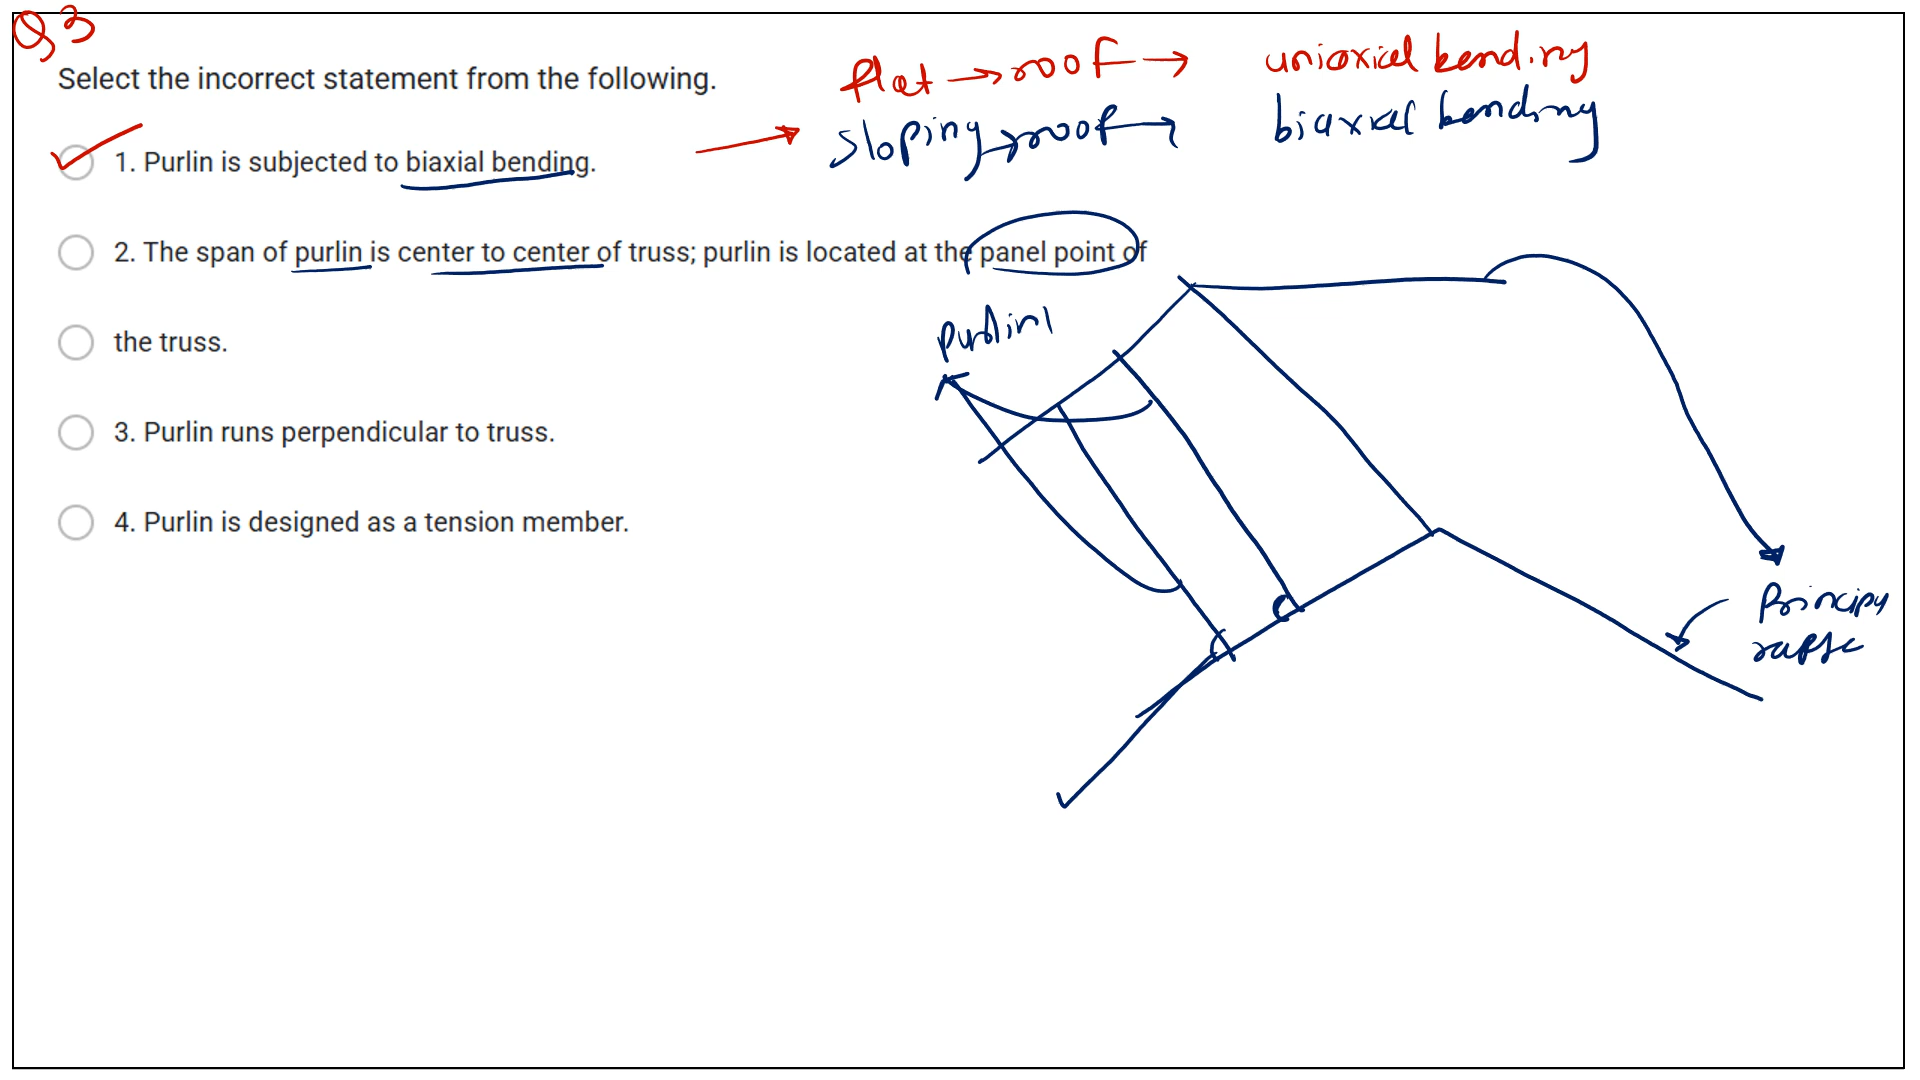 Q3
Select the incorrect statement from the following.
flat → roof → uniaxial bending
sloping → roof → biaxial bending
1. Purlin is subjected to biaxial bending.
2. The span of purlin is center to center of truss; purlin is located at the panel point of
the truss.
Purlin
3. Purlin runs perpendicular to truss.
4. Purlin is designed as a tension member.